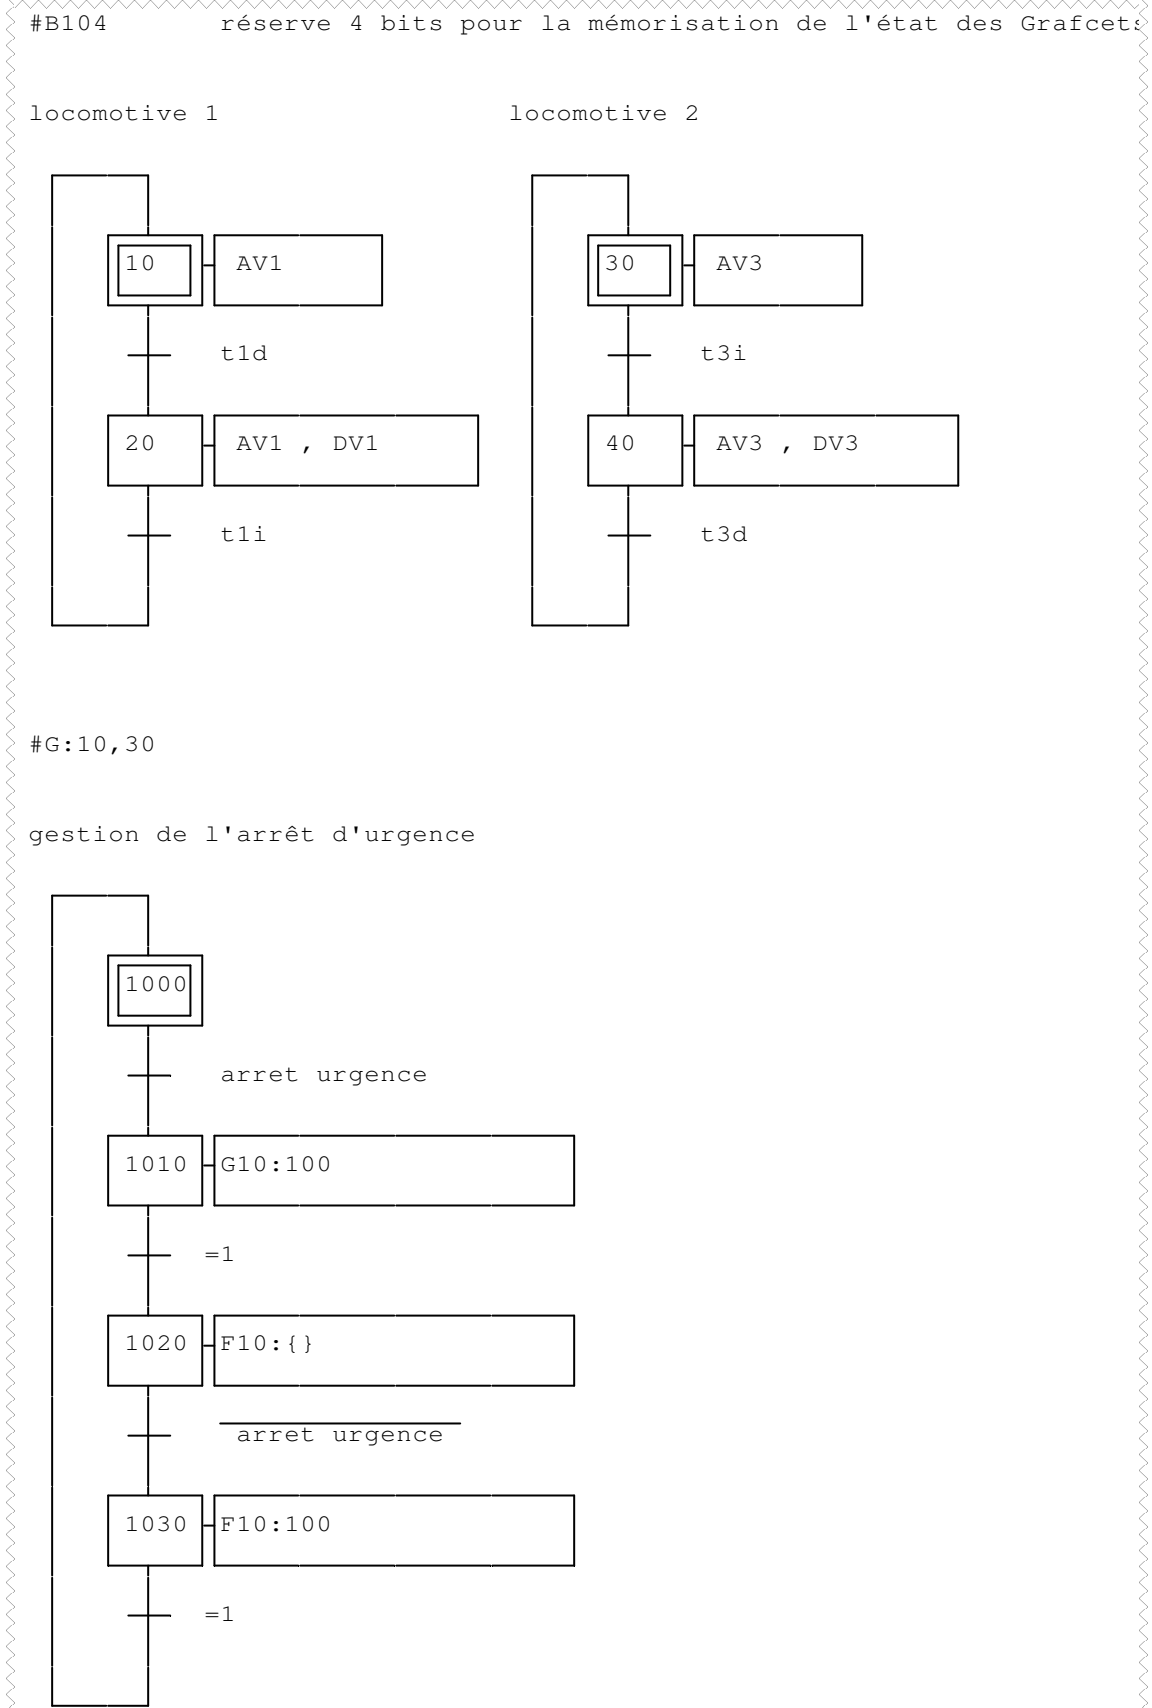 #B104 réserve 4 bits pour la mémorisation de l'état des Grafcets
locomotive 1 locomotive 2
10 AV1 30 AV3
t1d t3i
20 AV1 , DV1 40 AV3 , DV3
t1i t3d
#G:10,30
gestion de l'arrêt d'urgence
1000
arret urgence
1010 G10:100
=1
1020 F10:{}
arret urgence
1030 F10:100
=1